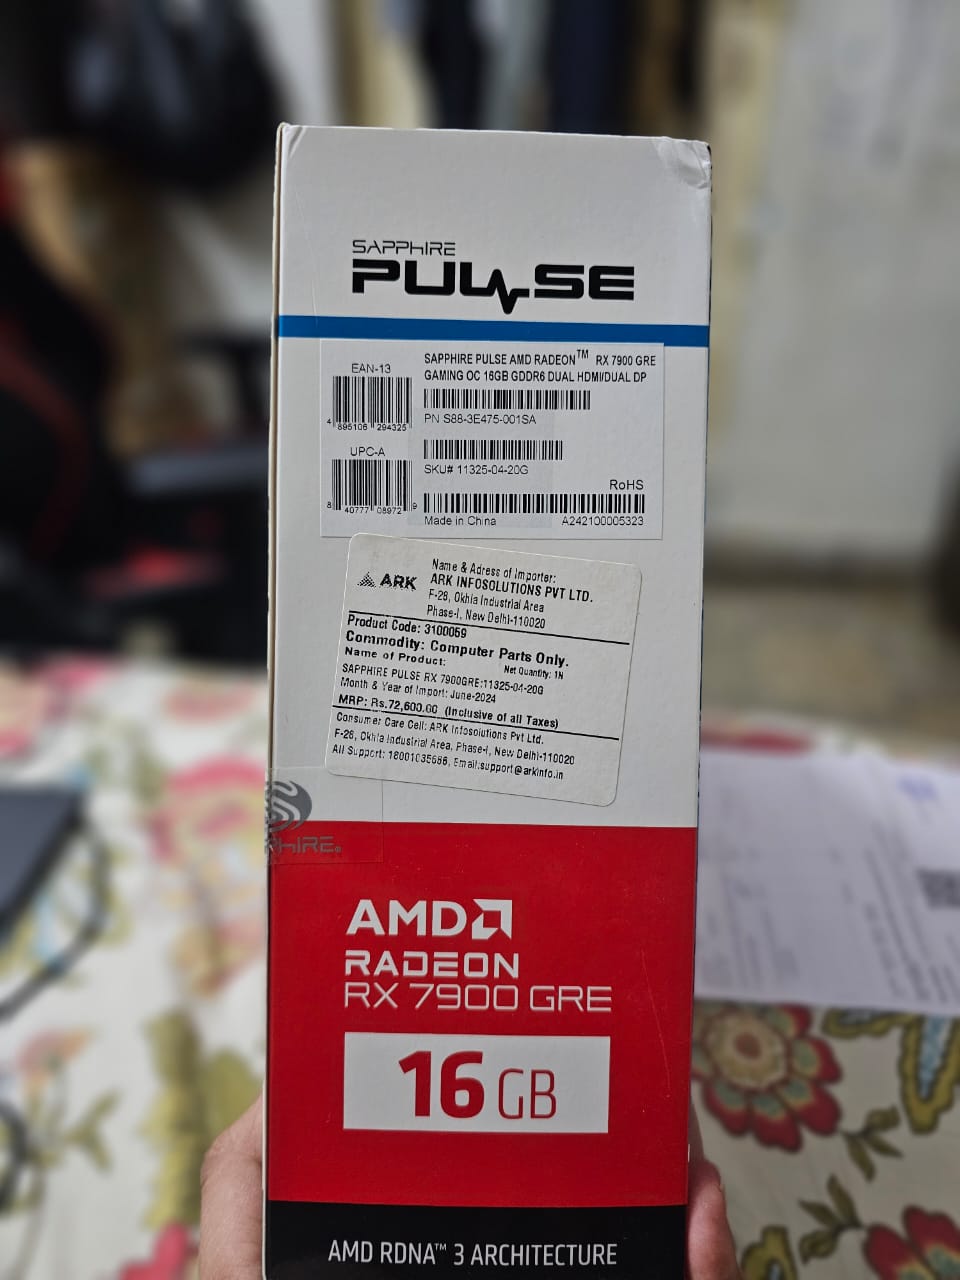 SAPPHIRE
PULSE
EAN-13
4 895106 294325
UPC-A
8 40777 08972 9
SAPPHIRE PULSE AMD RADEON™ RX 7900 GRE
GAMING OC 16GB GDDR6 DUAL HDMI/DUAL DP
PN S88-3E475-001SA
SKU# 11325-04-20G
RoHS
Made in China A242100005323
ARK
Name & Adress of Importer:
ARK INFOSOLUTIONS PVT LTD.
F-28, Okhla Industrial Area
Phase-I, New Delhi-110020
Product Code: 3100059
Commodity: Computer Parts Only.
Name of Product: Net Quantity: 1N
SAPPHIRE PULSE RX 7900GRE:11325-04-20G
Month & Year of Import: June-2024
MRP: Rs.72,600.00 (Inclusive of all Taxes)
Consumer Care Cell: ARK Infosolutions Pvt Ltd.
F-28, Okhla Industrial Area, Phase-I, New Delhi-110020
All Support: 18001035686, Email:support@arkinfo.in
PHIRE®
AMD
RADEON
RX 7900 GRE
16 GB
AMD RDNA™ 3 ARCHITECTURE